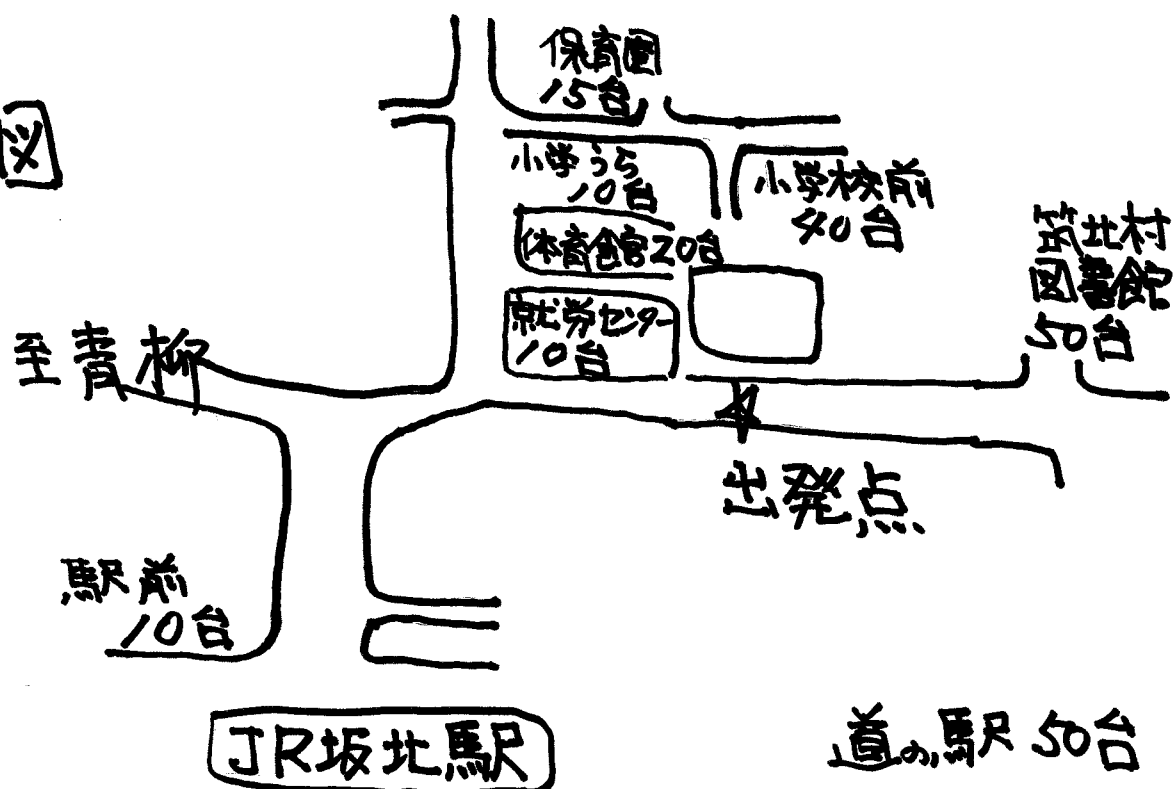 図
保育園
15台
小学うら
10台
小学校前
40台
体育館20台
筑北村
図書館
50台
就労センター
10台
至青柳
出発点
駅前
10台
JR坂北駅
道の駅 50台